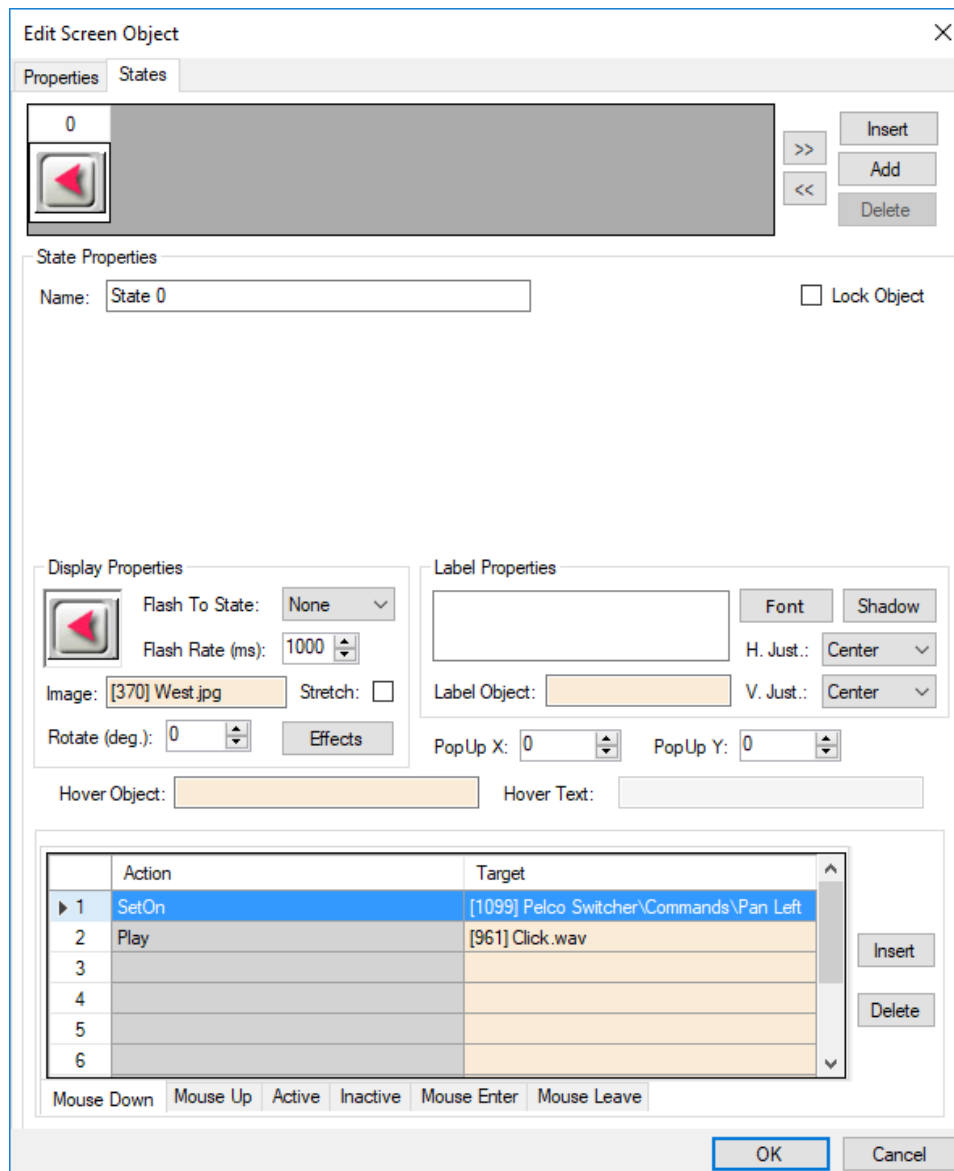 Edit Screen Object
Properties States
0
>>
<<
Insert
Add
Delete
State Properties
Name: State 0
Lock Object
Display Properties
Flash To State: None
Flash Rate (ms): 1000
Image: [370] West.jpg Stretch:
Rotate (deg.): 0 Effects
Label Properties
Font Shadow
H. Just.: Center
Label Object: V. Just.: Center
PopUp X: 0 PopUp Y: 0
Hover Object: Hover Text:
Action Target
1 SetOn [1099] Pelco Switcher\Commands\Pan Left
2 Play [961] Click.wav
3
4
5
6
Insert
Delete
Mouse Down Mouse Up Active Inactive Mouse Enter Mouse Leave
OK Cancel